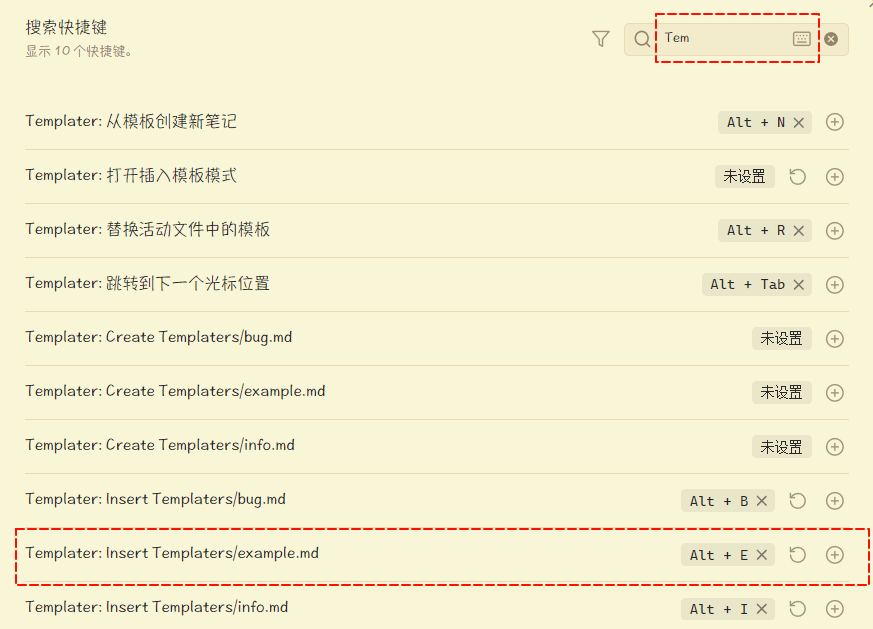 搜索快捷键
显示 10 个快捷键。
Tem
Templater: 从模板创建新笔记 Alt + N
Templater: 打开插入模板模式 未设置
Templater: 替换活动文件中的模板 Alt + R
Templater: 跳转到下一个光标位置 Alt + Tab
Templater: Create Templaters/bug.md 未设置
Templater: Create Templaters/example.md 未设置
Templater: Create Templaters/info.md 未设置
Templater: Insert Templaters/bug.md Alt + B
Templater: Insert Templaters/example.md Alt + E
Templater: Insert Templaters/info.md Alt + I